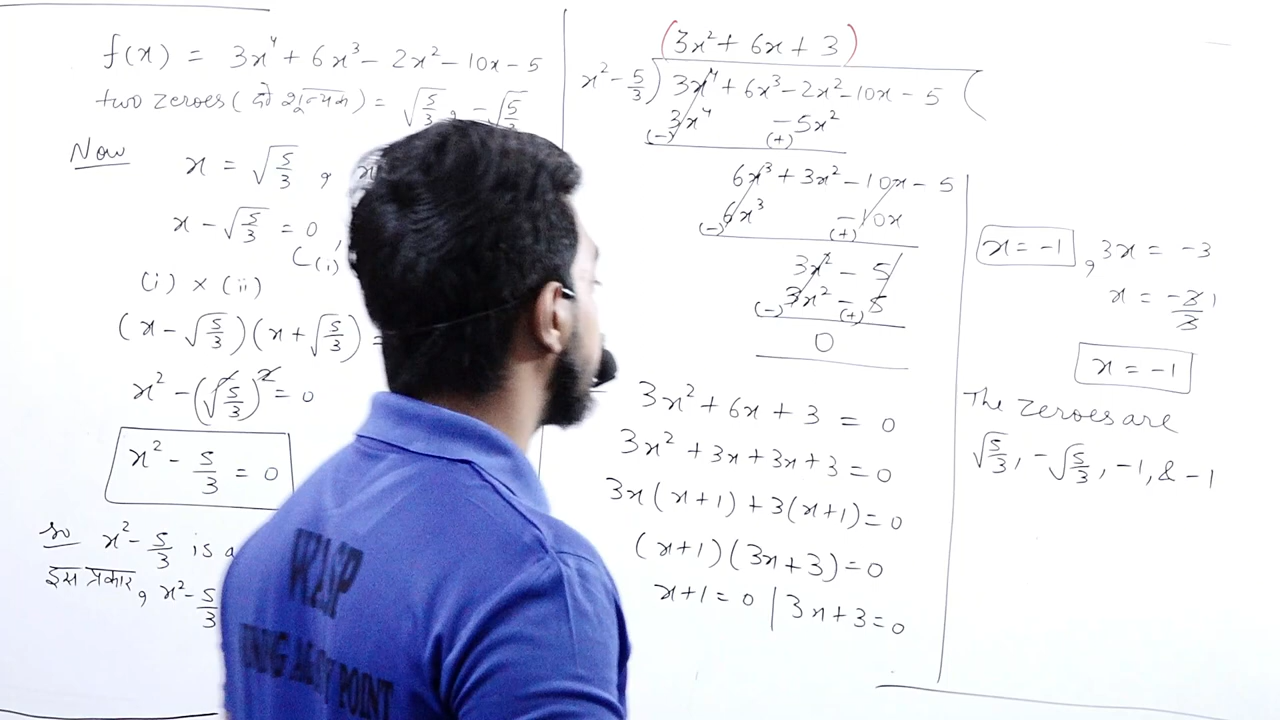 f(x) = 3x⁴ + 6x³ - 2x² - 10x - 5
two zeroes (दो शून्यक) = √5/3, -√5/3
Now x = √5/3,
x - √5/3 = 0
(i)
(i) × (ii)
(x - √5/3)(x + √5/3) =
x² - (√5/3)² = 0
x² - 5/3 = 0
so x² - 5/3 is a
इस प्रकार, x² - 5/3
(3x² + 6x + 3)
x² - 5/3 ) 3x⁴ + 6x³ - 2x² - 10x - 5 (
3x⁴ - 5x²
(-) (+)
6x³ + 3x² - 10x - 5
6x³ - 10x
(-) (+)
3x² - 5
3x² - 5
(-) (+)
0
3x² + 6x + 3 = 0
3x² + 3x + 3x + 3 = 0
3x(x+1) + 3(x+1) = 0
(x+1)(3x+3) = 0
x+1 = 0 | 3x+3 = 0
x = -1, 3x = -3
x = -3/3 1
x = -1
The zeroes are
√5/3, -√5/3, -1, & -1
WASP
POINT